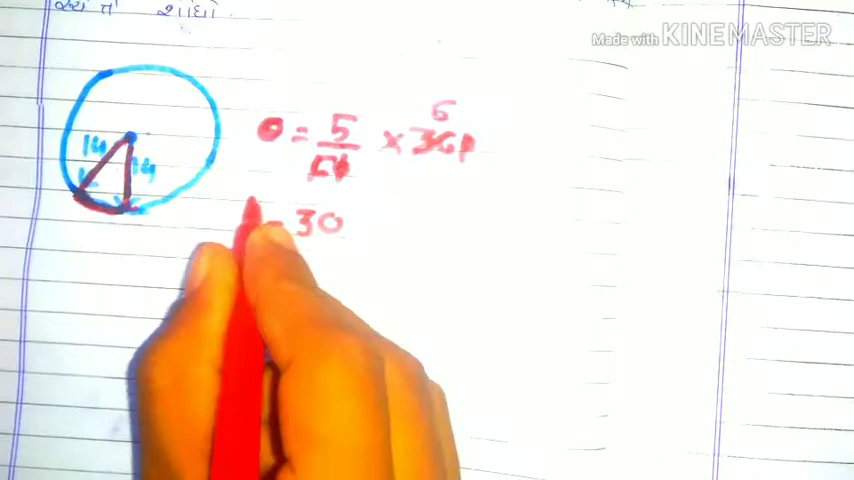 Made with KINEMASTER
14 14
θ = 5/60 × 360 6
= 30